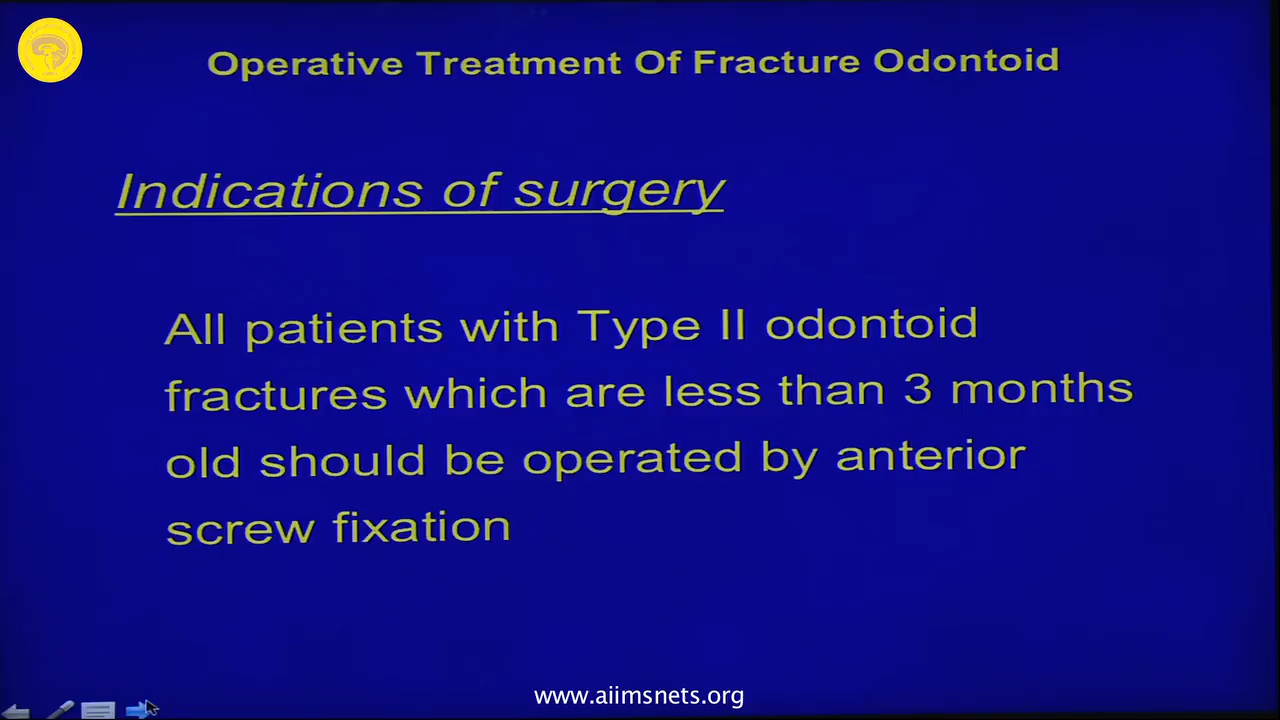 Operative Treatment Of Fracture Odontoid
Indications of surgery
All patients with Type II odontoid
fractures which are less than 3 months
old should be operated by anterior
screw fixation
www.aiimsnets.org